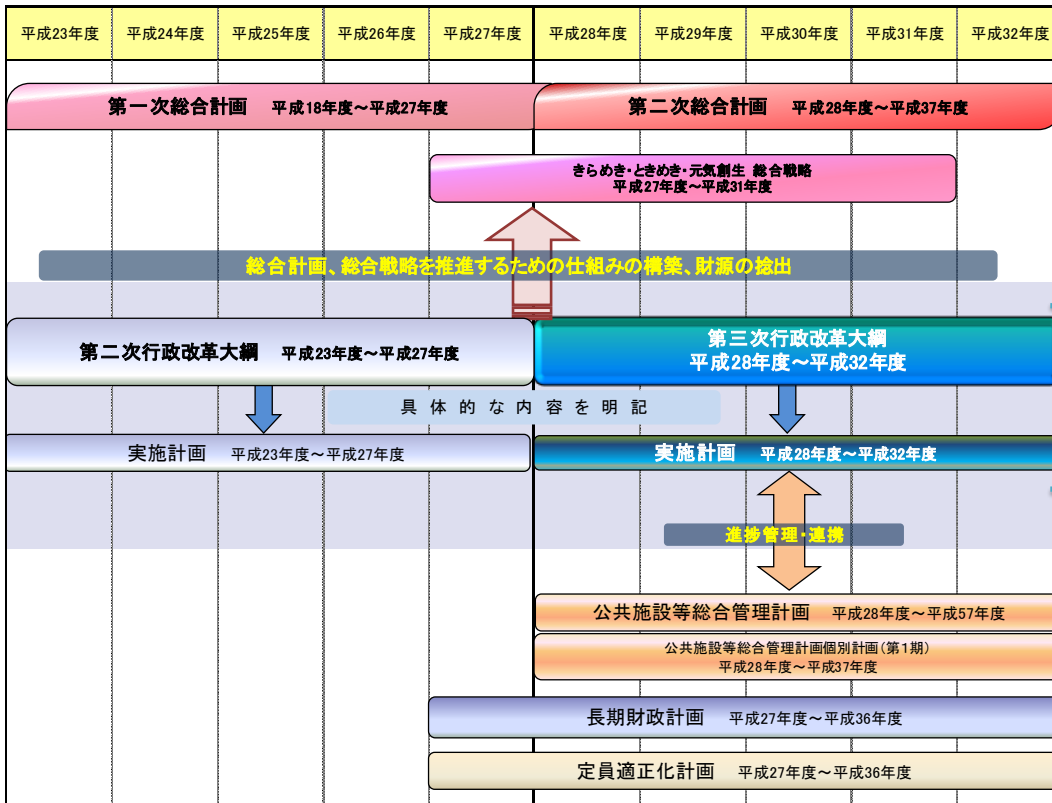 平成23年度 平成24年度 平成25年度 平成26年度 平成27年度 平成28年度 平成29年度 平成30年度 平成31年度 平成32年度
第一次総合計画 平成18年度～平成27年度
第二次総合計画 平成28年度～平成37年度
きらめき・ときめき・元気創生 総合戦略
平成27年度～平成31年度
総合計画、総合戦略を推進するための仕組みの構築、財源の捻出
第二次行政改革大綱 平成23年度～平成27年度
第三次行政改革大綱
平成28年度～平成32年度
具体的な内容を明記
実施計画 平成23年度～平成27年度
実施計画 平成28年度～平成32年度
進捗管理・連携
公共施設等総合管理計画 平成28年度～平成57年度
公共施設等総合管理計画個別計画(第1期)
平成28年度～平成37年度
長期財政計画 平成27年度～平成36年度
定員適正化計画 平成27年度～平成36年度